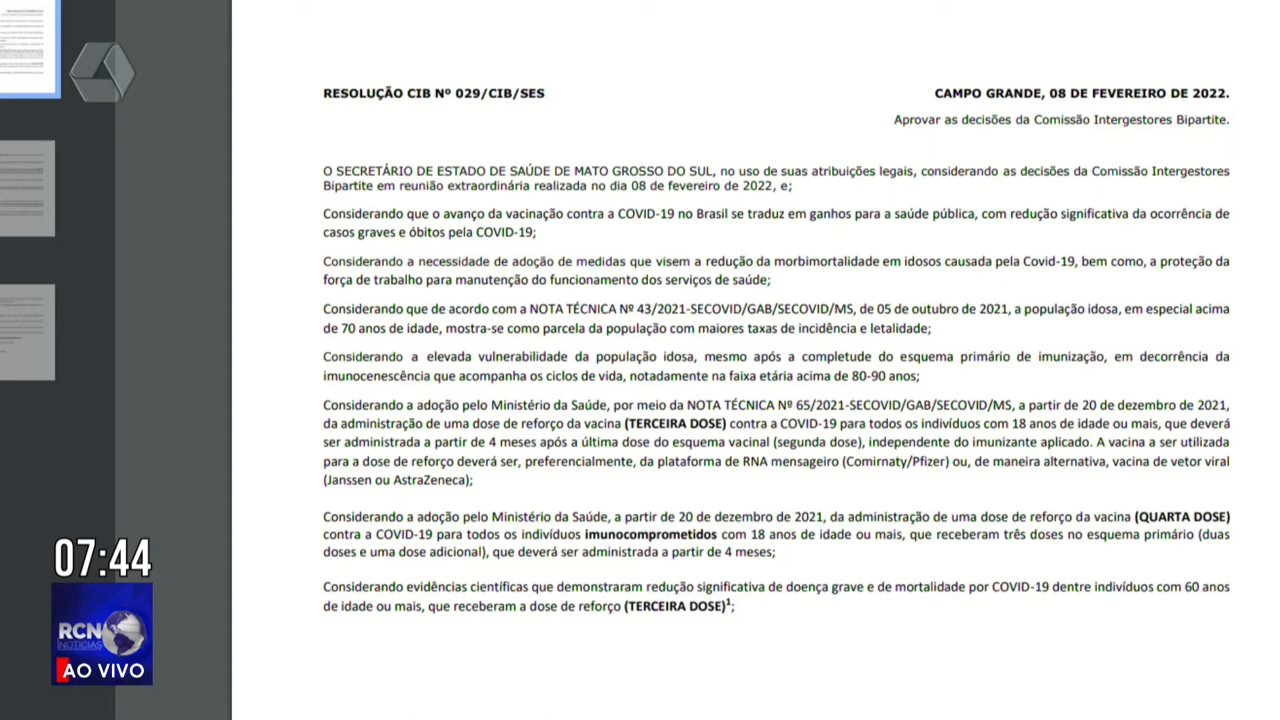 RESOLUÇÃO CIB Nº 029/CIB/SES
CAMPO GRANDE, 08 DE FEVEREIRO DE 2022.
Aprovar as decisões da Comissão Intergestores Bipartite.
O SECRETÁRIO DE ESTADO DE SAÚDE DE MATO GROSSO DO SUL, no uso de suas atribuições legais, considerando as decisões da Comissão Intergestores
Bipartite em reunião extraordinária realizada no dia 08 de fevereiro de 2022, e;
Considerando que o avanço da vacinação contra a COVID-19 no Brasil se traduz em ganhos para a saúde pública, com redução significativa da ocorrência de
casos graves e óbitos pela COVID-19;
Considerando a necessidade de adoção de medidas que visem a redução da morbimortalidade em idosos causada pela Covid-19, bem como, a proteção da
força de trabalho para manutenção do funcionamento dos serviços de saúde;
Considerando que de acordo com a NOTA TÉCNICA Nº 43/2021-SECOVID/GAB/SECOVID/MS, de 05 de outubro de 2021, a população idosa, em especial acima
de 70 anos de idade, mostra-se como parcela da população com maiores taxas de incidência e letalidade;
Considerando a elevada vulnerabilidade da população idosa, mesmo após a completude do esquema primário de imunização, em decorrência da
imunocenescência que acompanha os ciclos de vida, notadamente na faixa etária acima de 80-90 anos;
Considerando a adoção pelo Ministério da Saúde, por meio da NOTA TÉCNICA Nº 65/2021-SECOVID/GAB/SECOVID/MS, a partir de 20 de dezembro de 2021,
da administração de uma dose de reforço da vacina (TERCEIRA DOSE) contra a COVID-19 para todos os indivíduos com 18 anos de idade ou mais, que deverá
ser administrada a partir de 4 meses após a última dose do esquema vacinal (segunda dose), independente do imunizante aplicado. A vacina a ser utilizada
para a dose de reforço deverá ser, preferencialmente, da plataforma de RNA mensageiro (Comirnaty/Pfizer) ou, de maneira alternativa, vacina de vetor viral
(Janssen ou AstraZeneca);
Considerando a adoção pelo Ministério da Saúde, a partir de 20 de dezembro de 2021, da administração de uma dose de reforço da vacina (QUARTA DOSE)
contra a COVID-19 para todos os indivíduos imunocomprometidos com 18 anos de idade ou mais, que receberam três doses no esquema primário (duas
doses e uma dose adicional), que deverá ser administrada a partir de 4 meses;
Considerando evidências científicas que demonstraram redução significativa de doença grave e de mortalidade por COVID-19 dentre indivíduos com 60 anos
de idade ou mais, que receberam a dose de reforço (TERCEIRA DOSE)¹;
07:44
RCN
NOTÍCIAS
AO VIVO